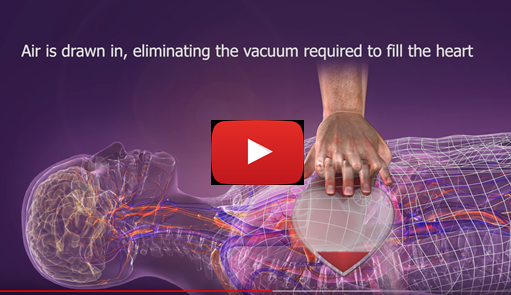 Air is drawn in, eliminating the vacuum required to fill the heart